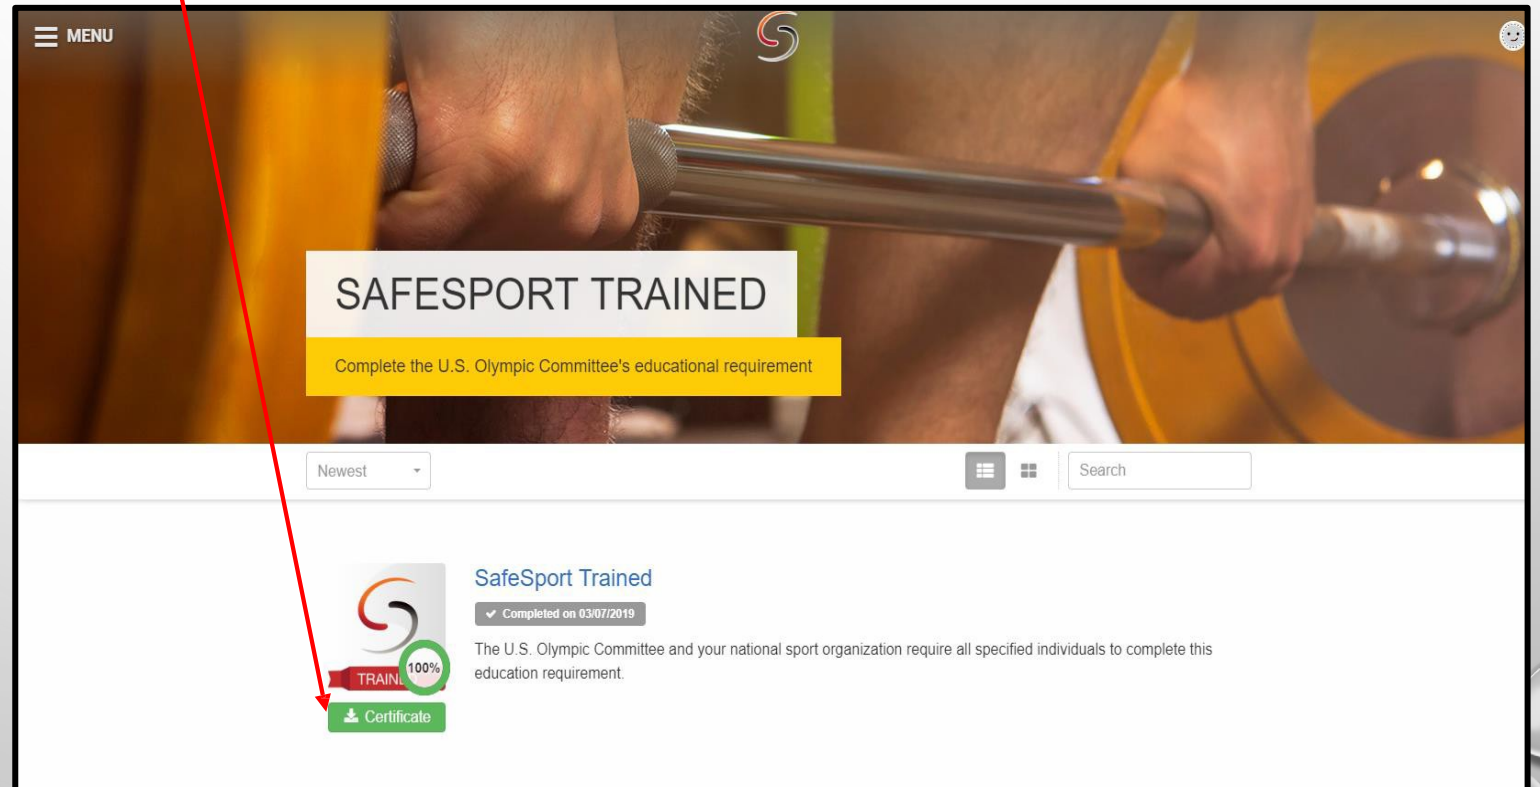 MENU
SAFESPORT TRAINED
Complete the U.S. Olympic Committee's educational requirement
Newest
Search
SafeSport Trained
Completed on 03/07/2019
The U.S. Olympic Committee and your national sport organization require all specified individuals to complete this
education requirement.
100%
Certificate